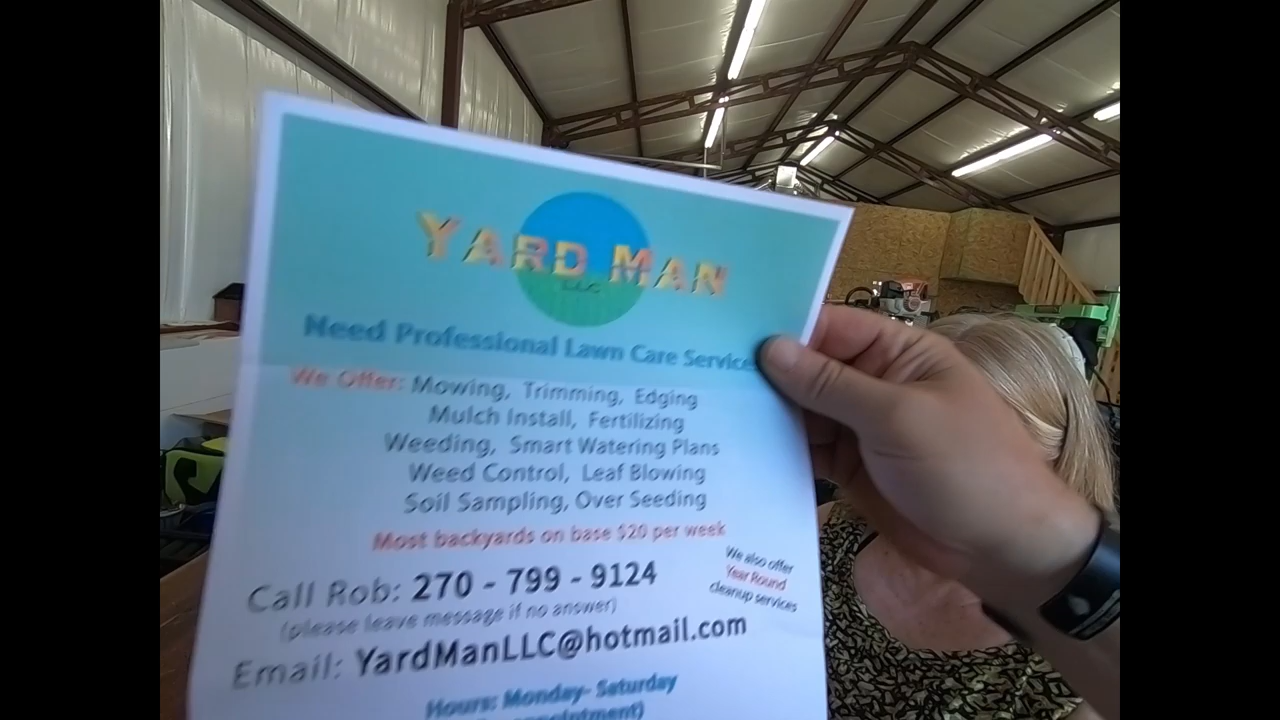 YARD MAN
LLC
Need Professional Lawn Care Service
We Offer: Mowing, Trimming, Edging
Mulch Install, Fertilizing
Weeding, Smart Watering Plans
Weed Control, Leaf Blowing
Soil Sampling, Over Seeding
Most backyards on base $20 per week
We also offer
Year Round
cleanup services
Call Rob: 270 - 799 - 9124
(please leave message if no answer)
Email: YardManLLC@hotmail.com
Hours: Monday- Saturday
appointment)